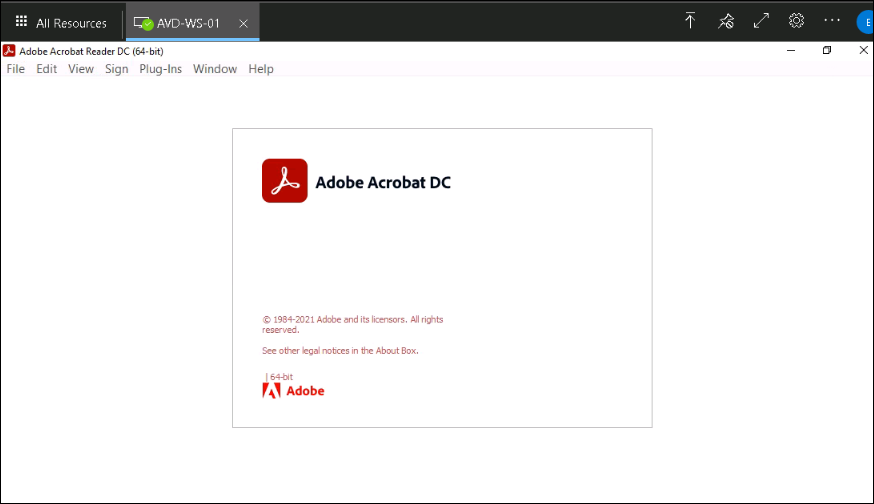 All Resources
AVD-WS-01
E
Adobe Acrobat Reader DC (64-bit)
File Edit View Sign Plug-Ins Window Help
Adobe Acrobat DC
© 1984-2021 Adobe and its licensors. All rights
reserved.
See other legal notices in the About Box.
| 64-bit
Adobe